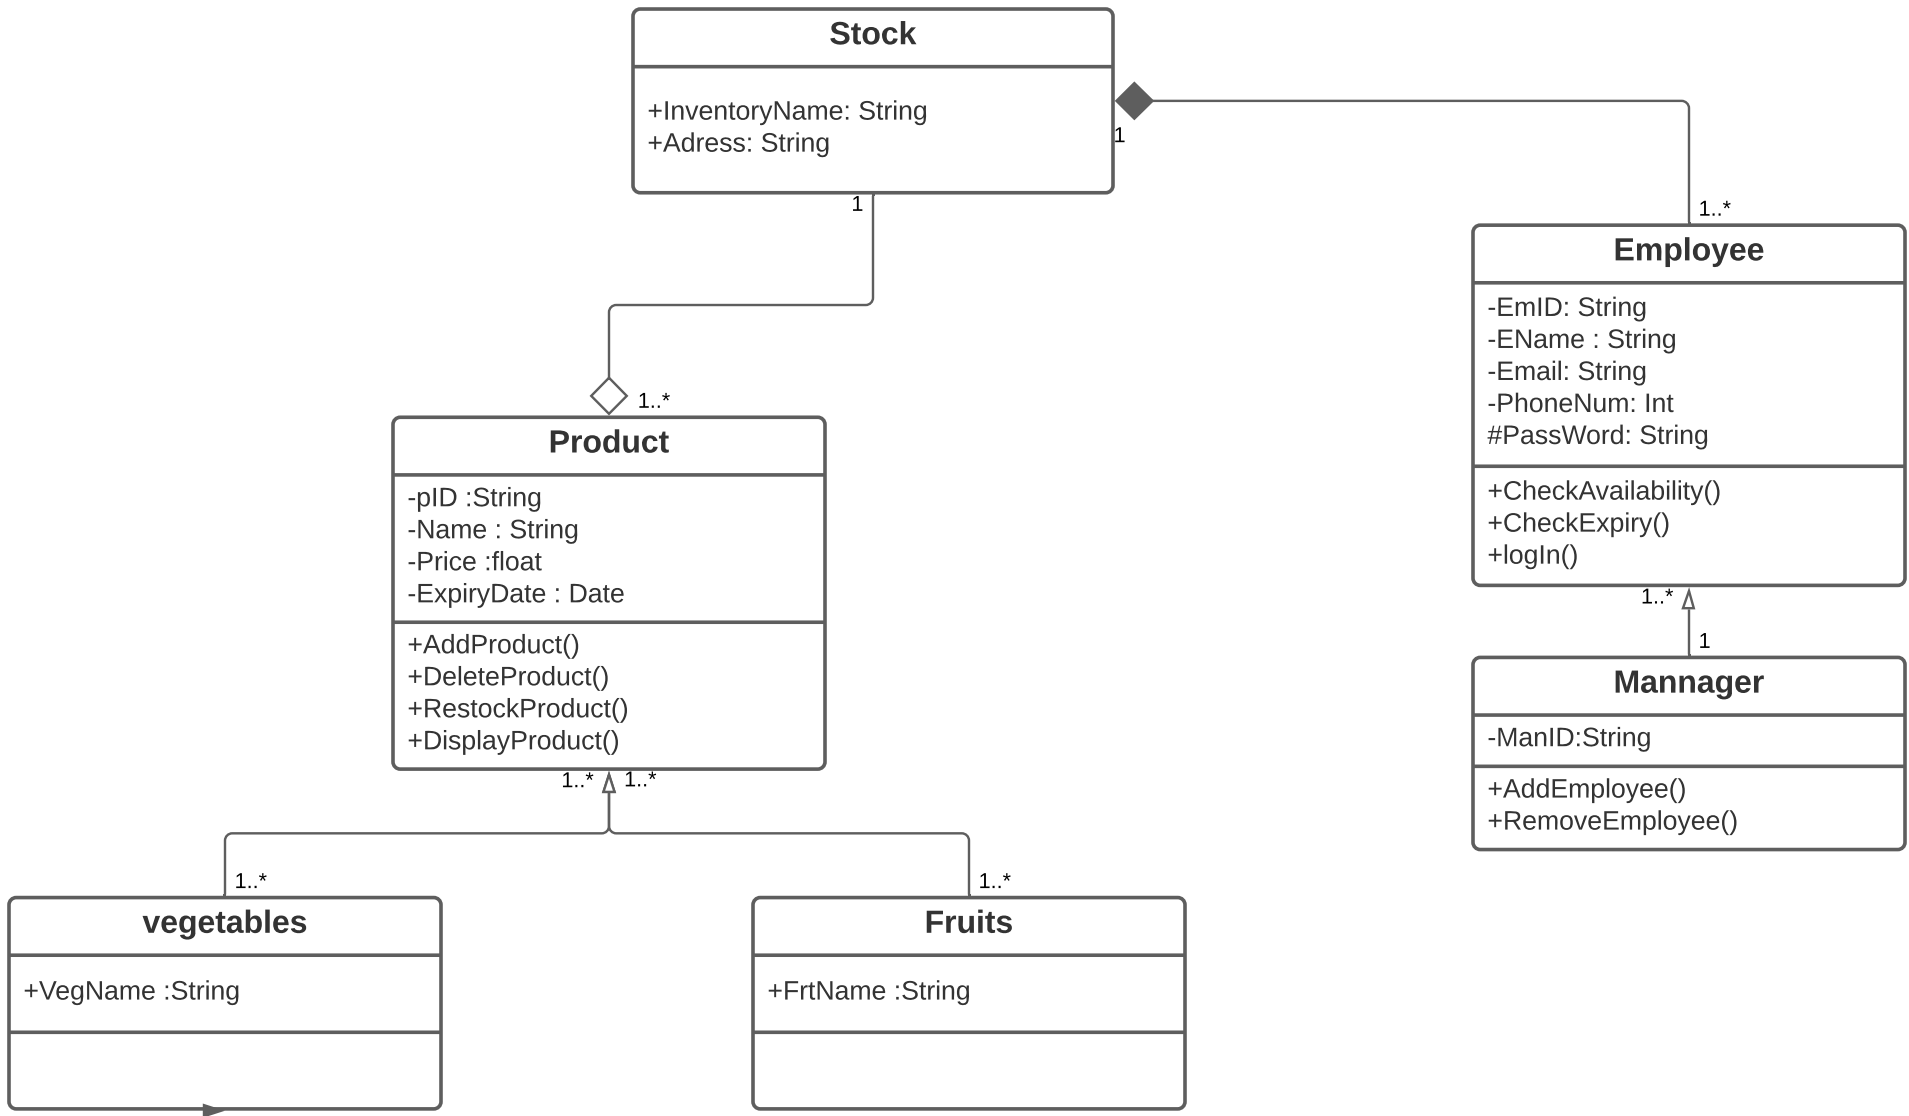 Stock
+InventoryName: String
+Adress: String
1
1
1..*
Employee
-EmID: String
-EName : String
-Email: String
-PhoneNum: Int
#PassWord: String
+CheckAvailability()
+CheckExpiry()
+logIn()
1..*
1
Mannager
-ManID:String
+AddEmployee()
+RemoveEmployee()
1..*
Product
-pID :String
-Name : String
-Price :float
-ExpiryDate : Date
+AddProduct()
+DeleteProduct()
+RestockProduct()
+DisplayProduct()
1..* 1..*
1..*
vegetables
+VegName :String
1..*
Fruits
+FrtName :String